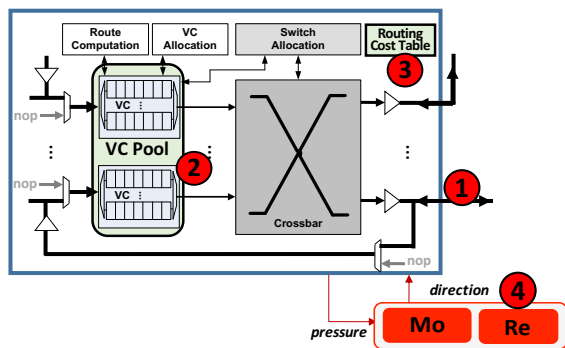 Route
Computation
VC
Allocation
Switch
Allocation
Routing
Cost Table
3
nop
VC
...
VC Pool
2
...
...
...
nop
VC
...
Crossbar
1
nop
direction
4
pressure
Mo
Re